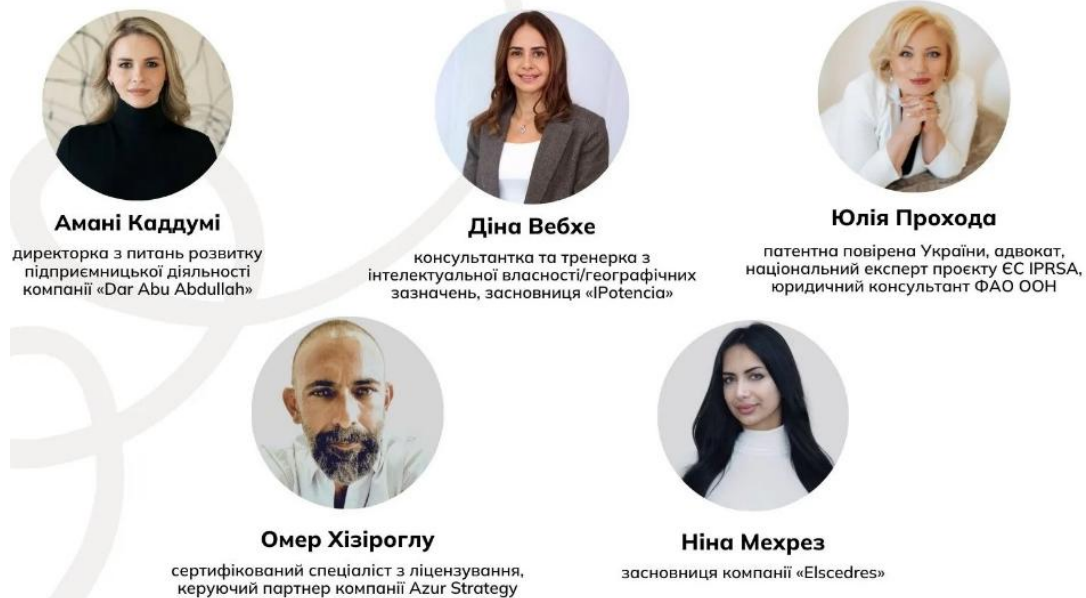 Амані Каддумі
директорка з питань розвитку
підприємницької діяльності
компанії «Dar Abu Abdullah»
Діна Вебхе
консультантка та тренерка з
інтелектуальної власності/географічних
зазначень, засновниця «IPotencia»
Юлія Прохода
патентна повірена України, адвокат,
національний експерт проєкту ЄС IPRSA,
юридичний консультант ФАО ООН
Омер Хізіроглу
сертифікований спеціаліст з ліцензування,
керуючий партнер компанії Azur Strategy
Ніна Мехрез
засновниця компанії «Elscedres»